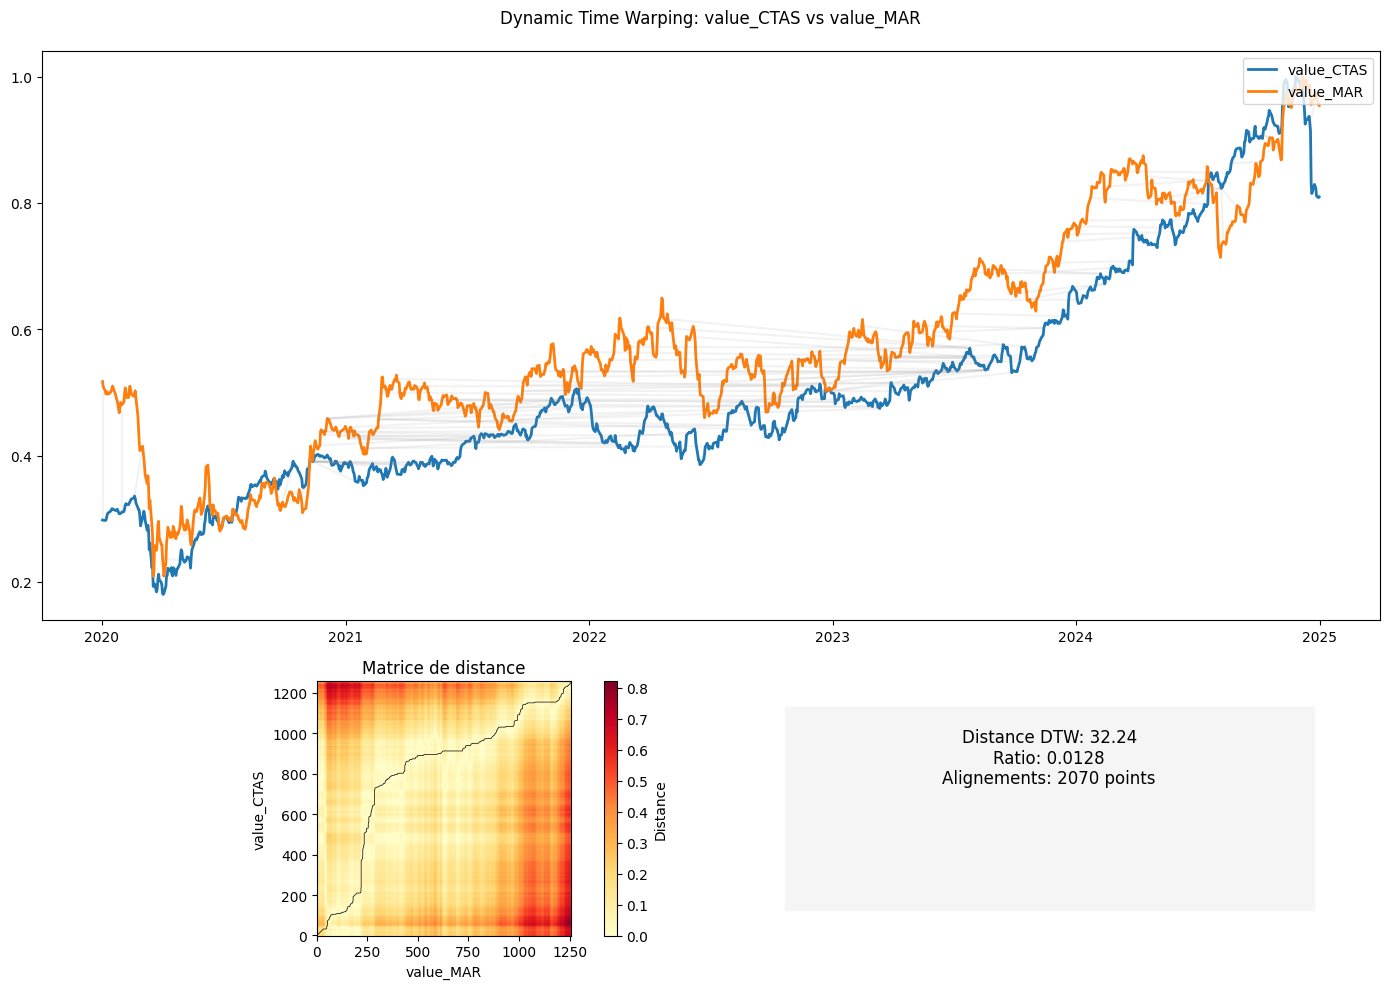 Dynamic Time Warping: value_CTAS vs value_MAR
value_CTAS
value_MAR
1.0
0.8
0.6
0.4
0.2
2020 2021 2022 2023 2024 2025
Matrice de distance
value_CTAS
1200
1000
800
600
400
200
0
0 250 500 750 1000 1250
value_MAR
0.8
0.7
0.6
0.5
0.4
0.3
0.2
0.1
0.0
Distance
Distance DTW: 32.24
Ratio: 0.0128
Alignements: 2070 points